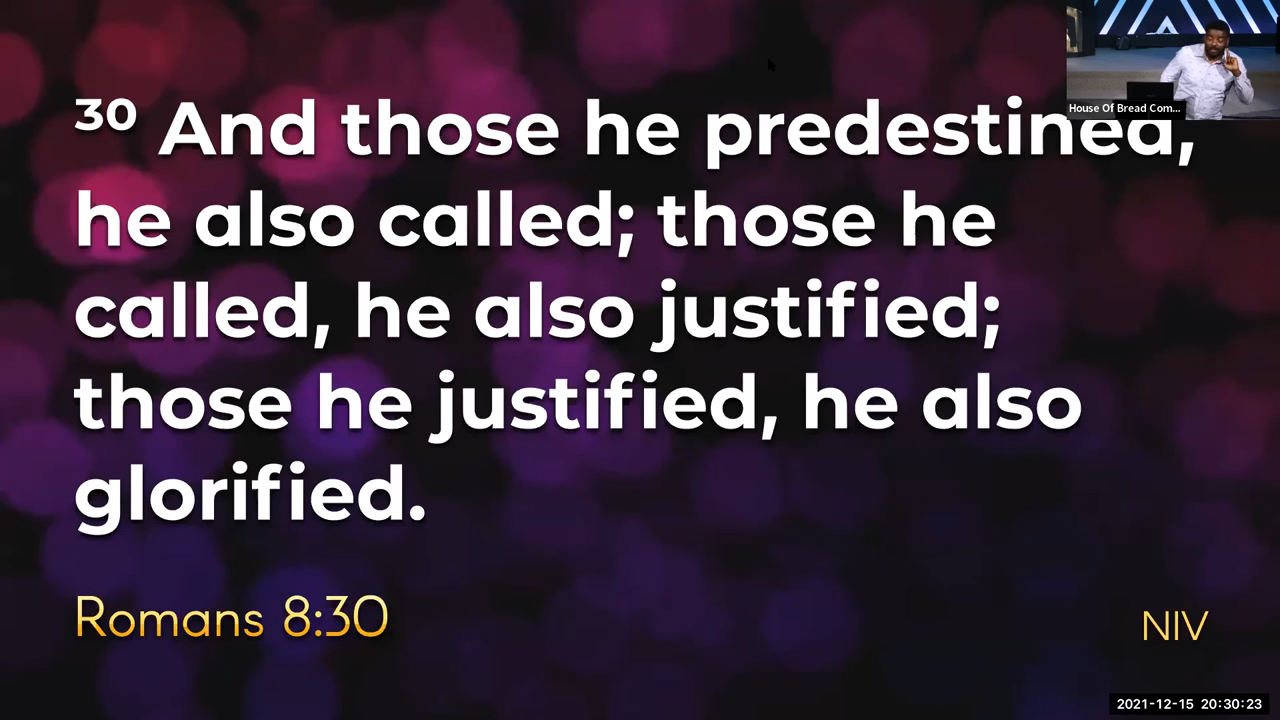 House Of Bread Com...
³⁰ And those he predestined,
he also called; those he
called, he also justified;
those he justified, he also
glorified.
Romans 8:30
NIV
2021-12-15 20:30:23